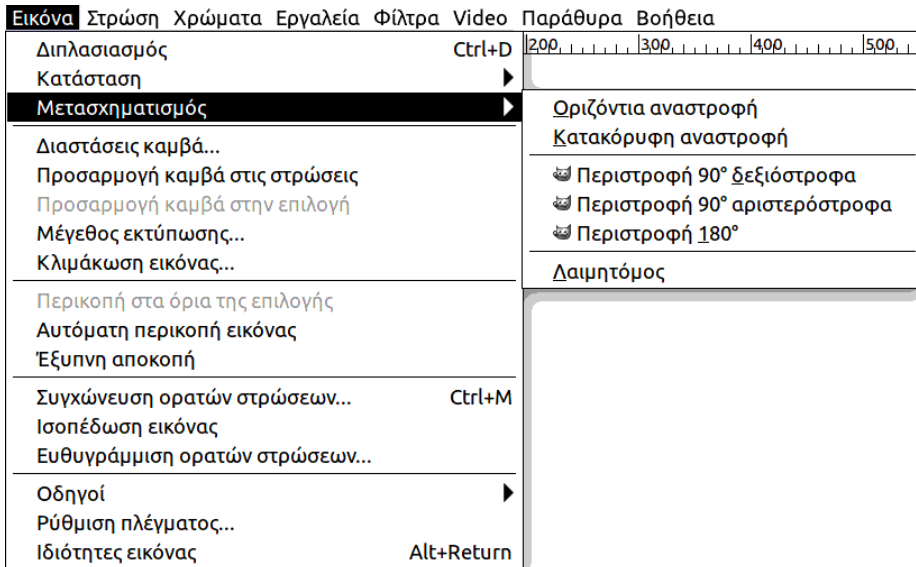 Εικόνα Στρώση Χρώματα Εργαλεία Φίλτρα Video Παράθυρα Βοήθεια
200 300 400 500
Διπλασιασμός Ctrl+D
Κατάσταση
Μετασχηματισμός
Διαστάσεις καμβά...
Προσαρμογή καμβά στις στρώσεις
Προσαρμογή καμβά στην επιλογή
Μέγεθος εκτύπωσης...
Κλιμάκωση εικόνας...
Περικοπή στα όρια της επιλογής
Αυτόματη περικοπή εικόνας
Έξυπνη αποκοπή
Συγχώνευση ορατών στρώσεων... Ctrl+M
Ισοπέδωση εικόνας
Ευθυγράμμιση ορατών στρώσεων...
Οδηγοί
Ρύθμιση πλέγματος...
Ιδιότητες εικόνας Alt+Return
Οριζόντια αναστροφή
Κατακόρυφη αναστροφή
Περιστροφή 90° δεξιόστροφα
Περιστροφή 90° αριστερόστροφα
Περιστροφή 180°
Λαιμητόμος